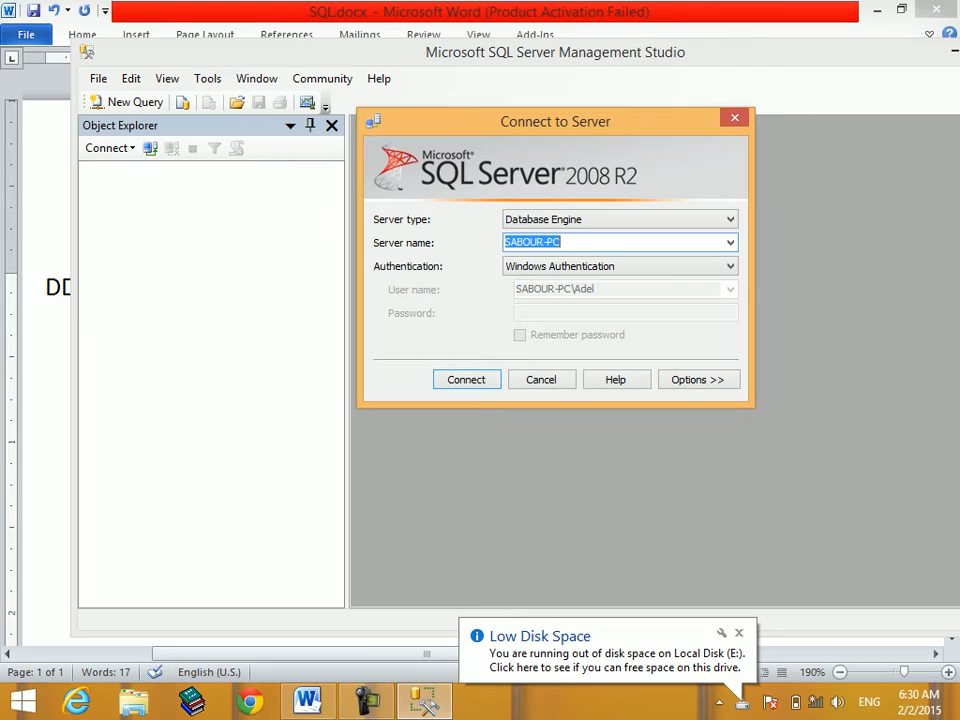 SQL.docx - Microsoft Word (Product Activation Failed)
File Home Insert Page Layout References Mailings Review View Add-Ins
Microsoft SQL Server Management Studio
File Edit View Tools Window Community Help
New Query
Object Explorer
Connect
Connect to Server
Microsoft
SQL Server 2008 R2
Server type: Database Engine
Server name: SABOUR-PC
Authentication: Windows Authentication
User name: SABOUR-PC\Adel
Password:
Remember password
Connect Cancel Help Options >>
DD
1
2
Low Disk Space
You are running out of disk space on Local Disk (E:).
Click here to see if you can free space on this drive.
Page: 1 of 1 Words: 17 English (U.S.) 190%
ENG
6:30 AM
2/2/2015